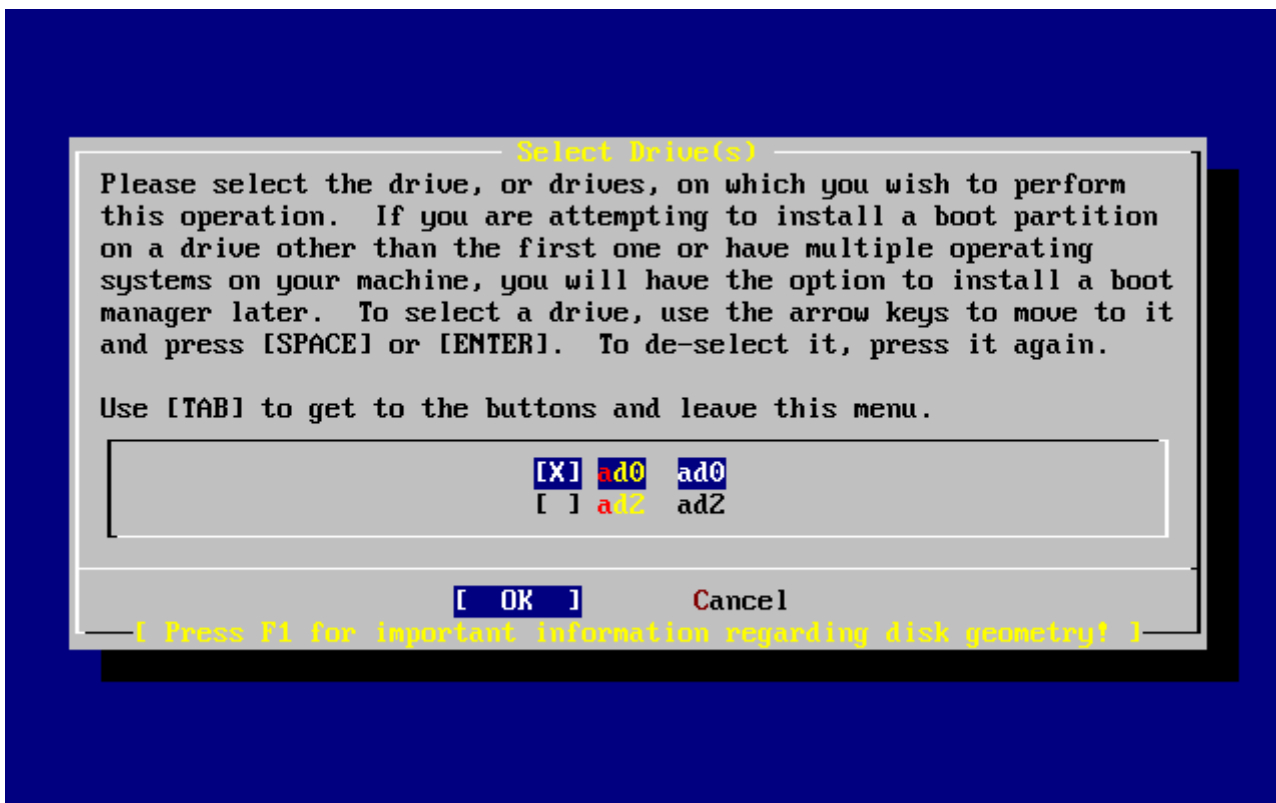 Select Drive(s)
Please select the drive, or drives, on which you wish to perform
this operation.  If you are attempting to install a boot partition
on a drive other than the first one or have multiple operating
systems on your machine, you will have the option to install a boot
manager later.  To select a drive, use the arrow keys to move to it
and press [SPACE] or [ENTER].  To de-select it, press it again.
Use [TAB] to get to the buttons and leave this menu.
[X] ad0  ad0
[ ] ad2  ad2
[  OK  ]       Cancel
[ Press F1 for important information regarding disk geometry! ]